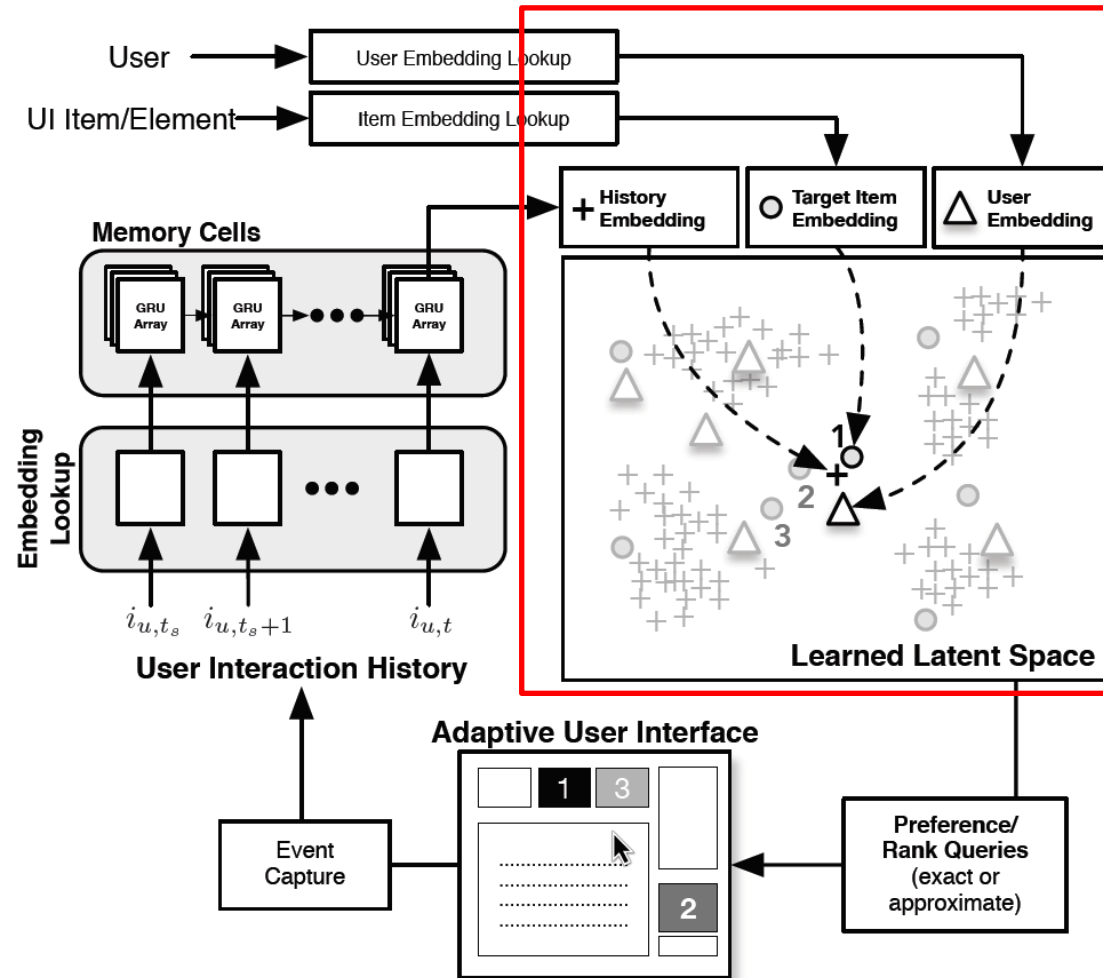 User
User Embedding Lookup
UI Item/Element
Item Embedding Lookup
+ History
Embedding
Target Item
Embedding
User
Embedding
Memory Cells
GRU
Array
GRU
Array
GRU
Array
Embedding
Lookup
i_{u,t_s}
i_{u,t_s+1}
i_{u,t}
User Interaction History
1
2
3
Learned Latent Space
Adaptive User Interface
1
3
2
Event
Capture
Preference/
Rank Queries
(exact or
approximate)